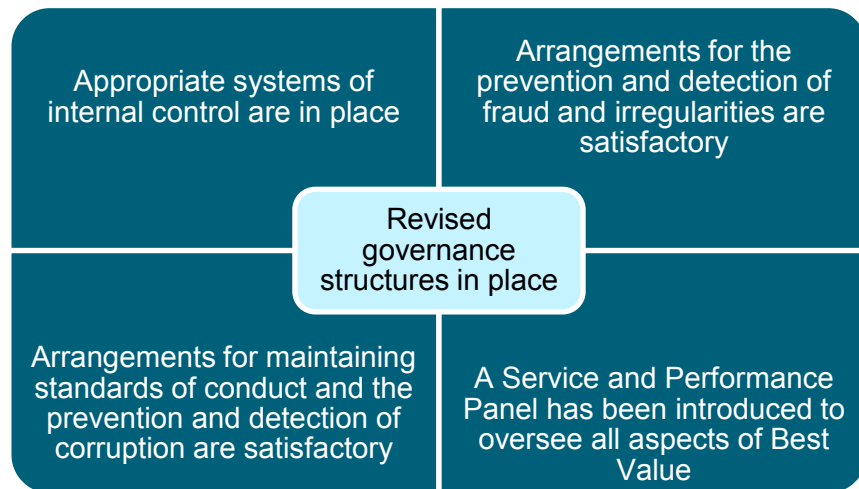 Appropriate systems of
internal control are in place
Arrangements for the
prevention and detection of
fraud and irregularities are
satisfactory
Revised
governance
structures in place
Arrangements for maintaining
standards of conduct and the
prevention and detection of
corruption are satisfactory
A Service and Performance
Panel has been introduced to
oversee all aspects of Best
Value